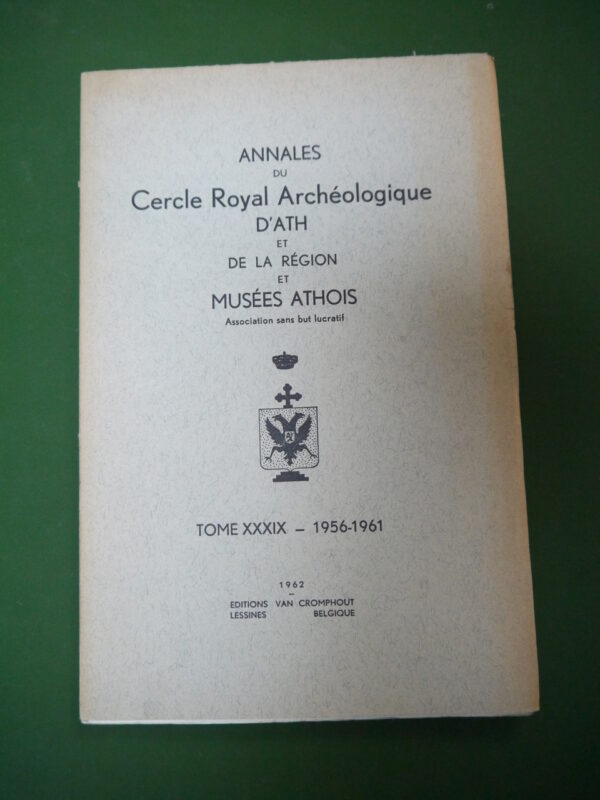 ANNALES
DU
Cercle Royal Archéologique
D'ATH
ET
DE LA RÉGION
ET
MUSÉES ATHOIS
Association sans but lucratif
TOME XXXIX – 1956-1961
1962
–
EDITIONS VAN CROMPHOUT
LESSINES BELGIQUE